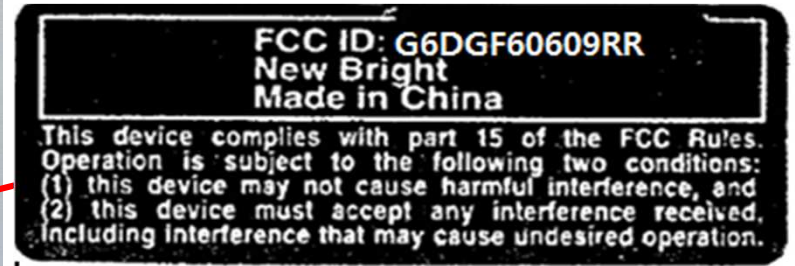 FCC ID: G6DGF60609RR
New Bright
Made in China
This device complies with part 15 of the FCC Rules.
Operation is subject to the following two conditions:
(1) this device may not cause harmful interference, and
(2) this device must accept any interference received,
including interference that may cause undesired operation.